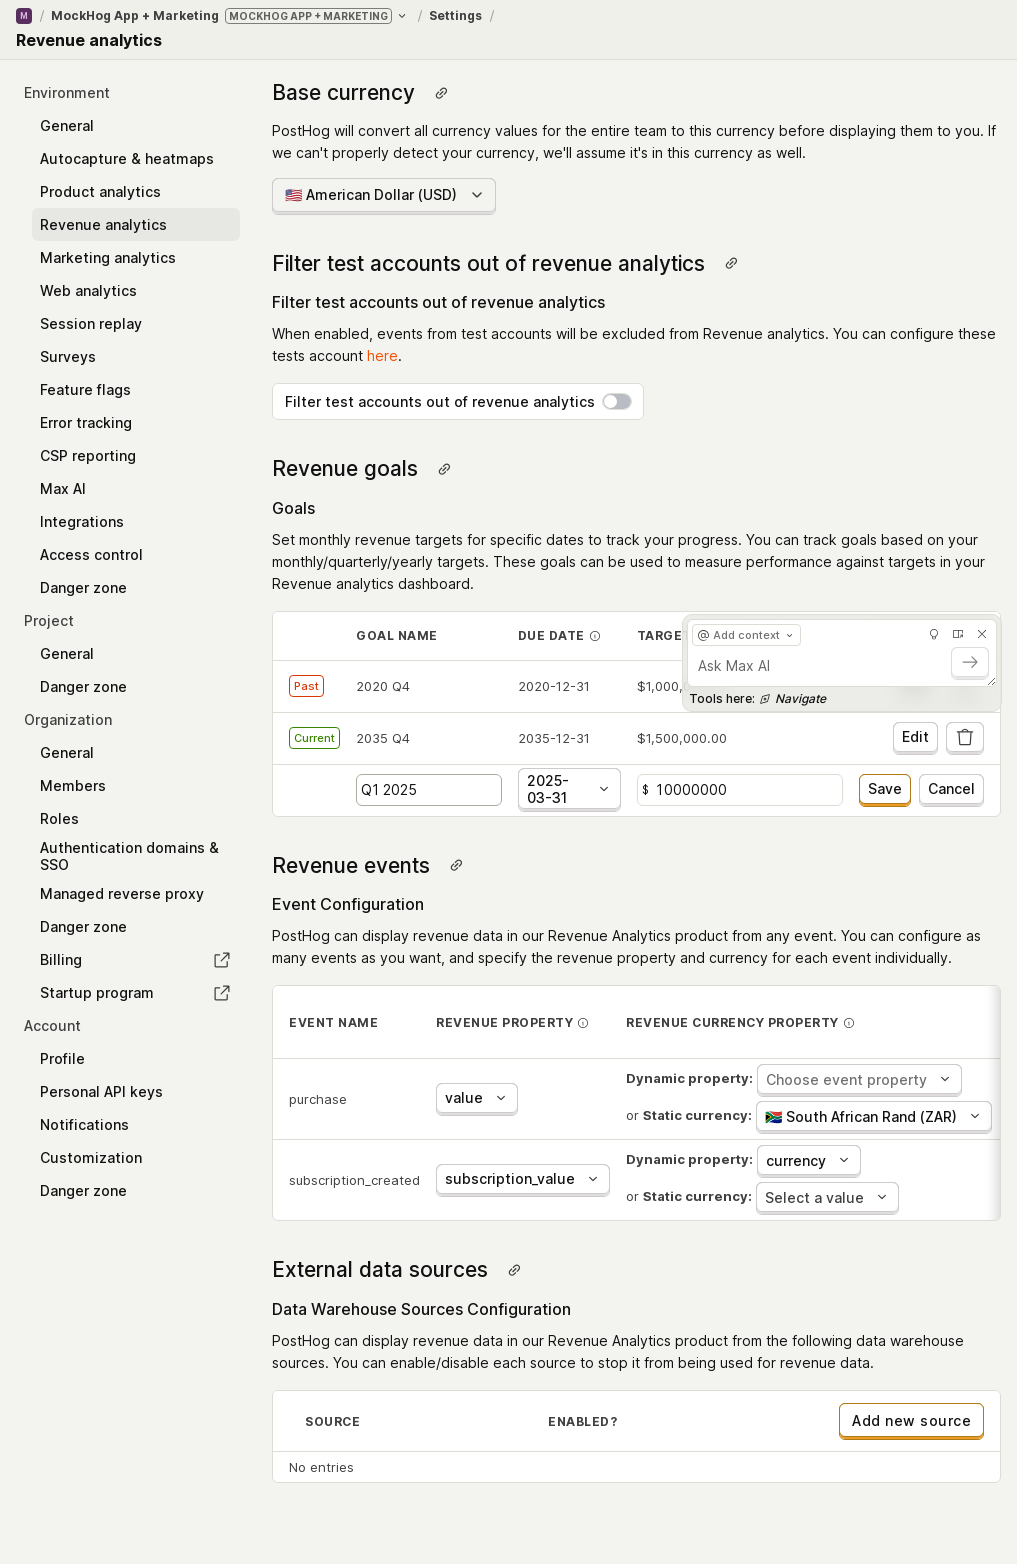 M / MockHog App + Marketing MOCKHOG APP + MARKETING / Settings /
Revenue analytics
Environment
General
Autocapture & heatmaps
Product analytics
Revenue analytics
Marketing analytics
Web analytics
Session replay
Surveys
Feature flags
Error tracking
CSP reporting
Max AI
Integrations
Access control
Danger zone
Project
General
Danger zone
Organization
General
Members
Roles
Authentication domains &
SSO
Managed reverse proxy
Danger zone
Billing
Startup program
Account
Profile
Personal API keys
Notifications
Customization
Danger zone
Base currency
PostHog will convert all currency values for the entire team to this currency before displaying them to you. If
we can't properly detect your currency, we'll assume it's in this currency as well.
🇺🇸 American Dollar (USD)
Filter test accounts out of revenue analytics
Filter test accounts out of revenue analytics
When enabled, events from test accounts will be excluded from Revenue analytics. You can configure these
tests account here.
Filter test accounts out of revenue analytics
Revenue goals
Goals
Set monthly revenue targets for specific dates to track your progress. You can track goals based on your
monthly/quarterly/yearly targets. These goals can be used to measure performance against targets in your
Revenue analytics dashboard.
GOAL NAME DUE DATE TARGE
@ Add context
Ask Max AI
Tools here: Navigate
Past 2020 Q4 2020-12-31 $1,000,
Current 2035 Q4 2035-12-31 $1,500,000.00 Edit
Q1 2025 2025-
03-31 $ 10000000 Save Cancel
Revenue events
Event Configuration
PostHog can display revenue data in our Revenue Analytics product from any event. You can configure as
many events as you want, and specify the revenue property and currency for each event individually.
EVENT NAME REVENUE PROPERTY REVENUE CURRENCY PROPERTY
purchase value Dynamic property: Choose event property
or Static currency: 🇿🇦 South African Rand (ZAR)
subscription_created subscription_value Dynamic property: currency
or Static currency: Select a value
External data sources
Data Warehouse Sources Configuration
PostHog can display revenue data in our Revenue Analytics product from the following data warehouse
sources. You can enable/disable each source to stop it from being used for revenue data.
SOURCE ENABLED? Add new source
No entries